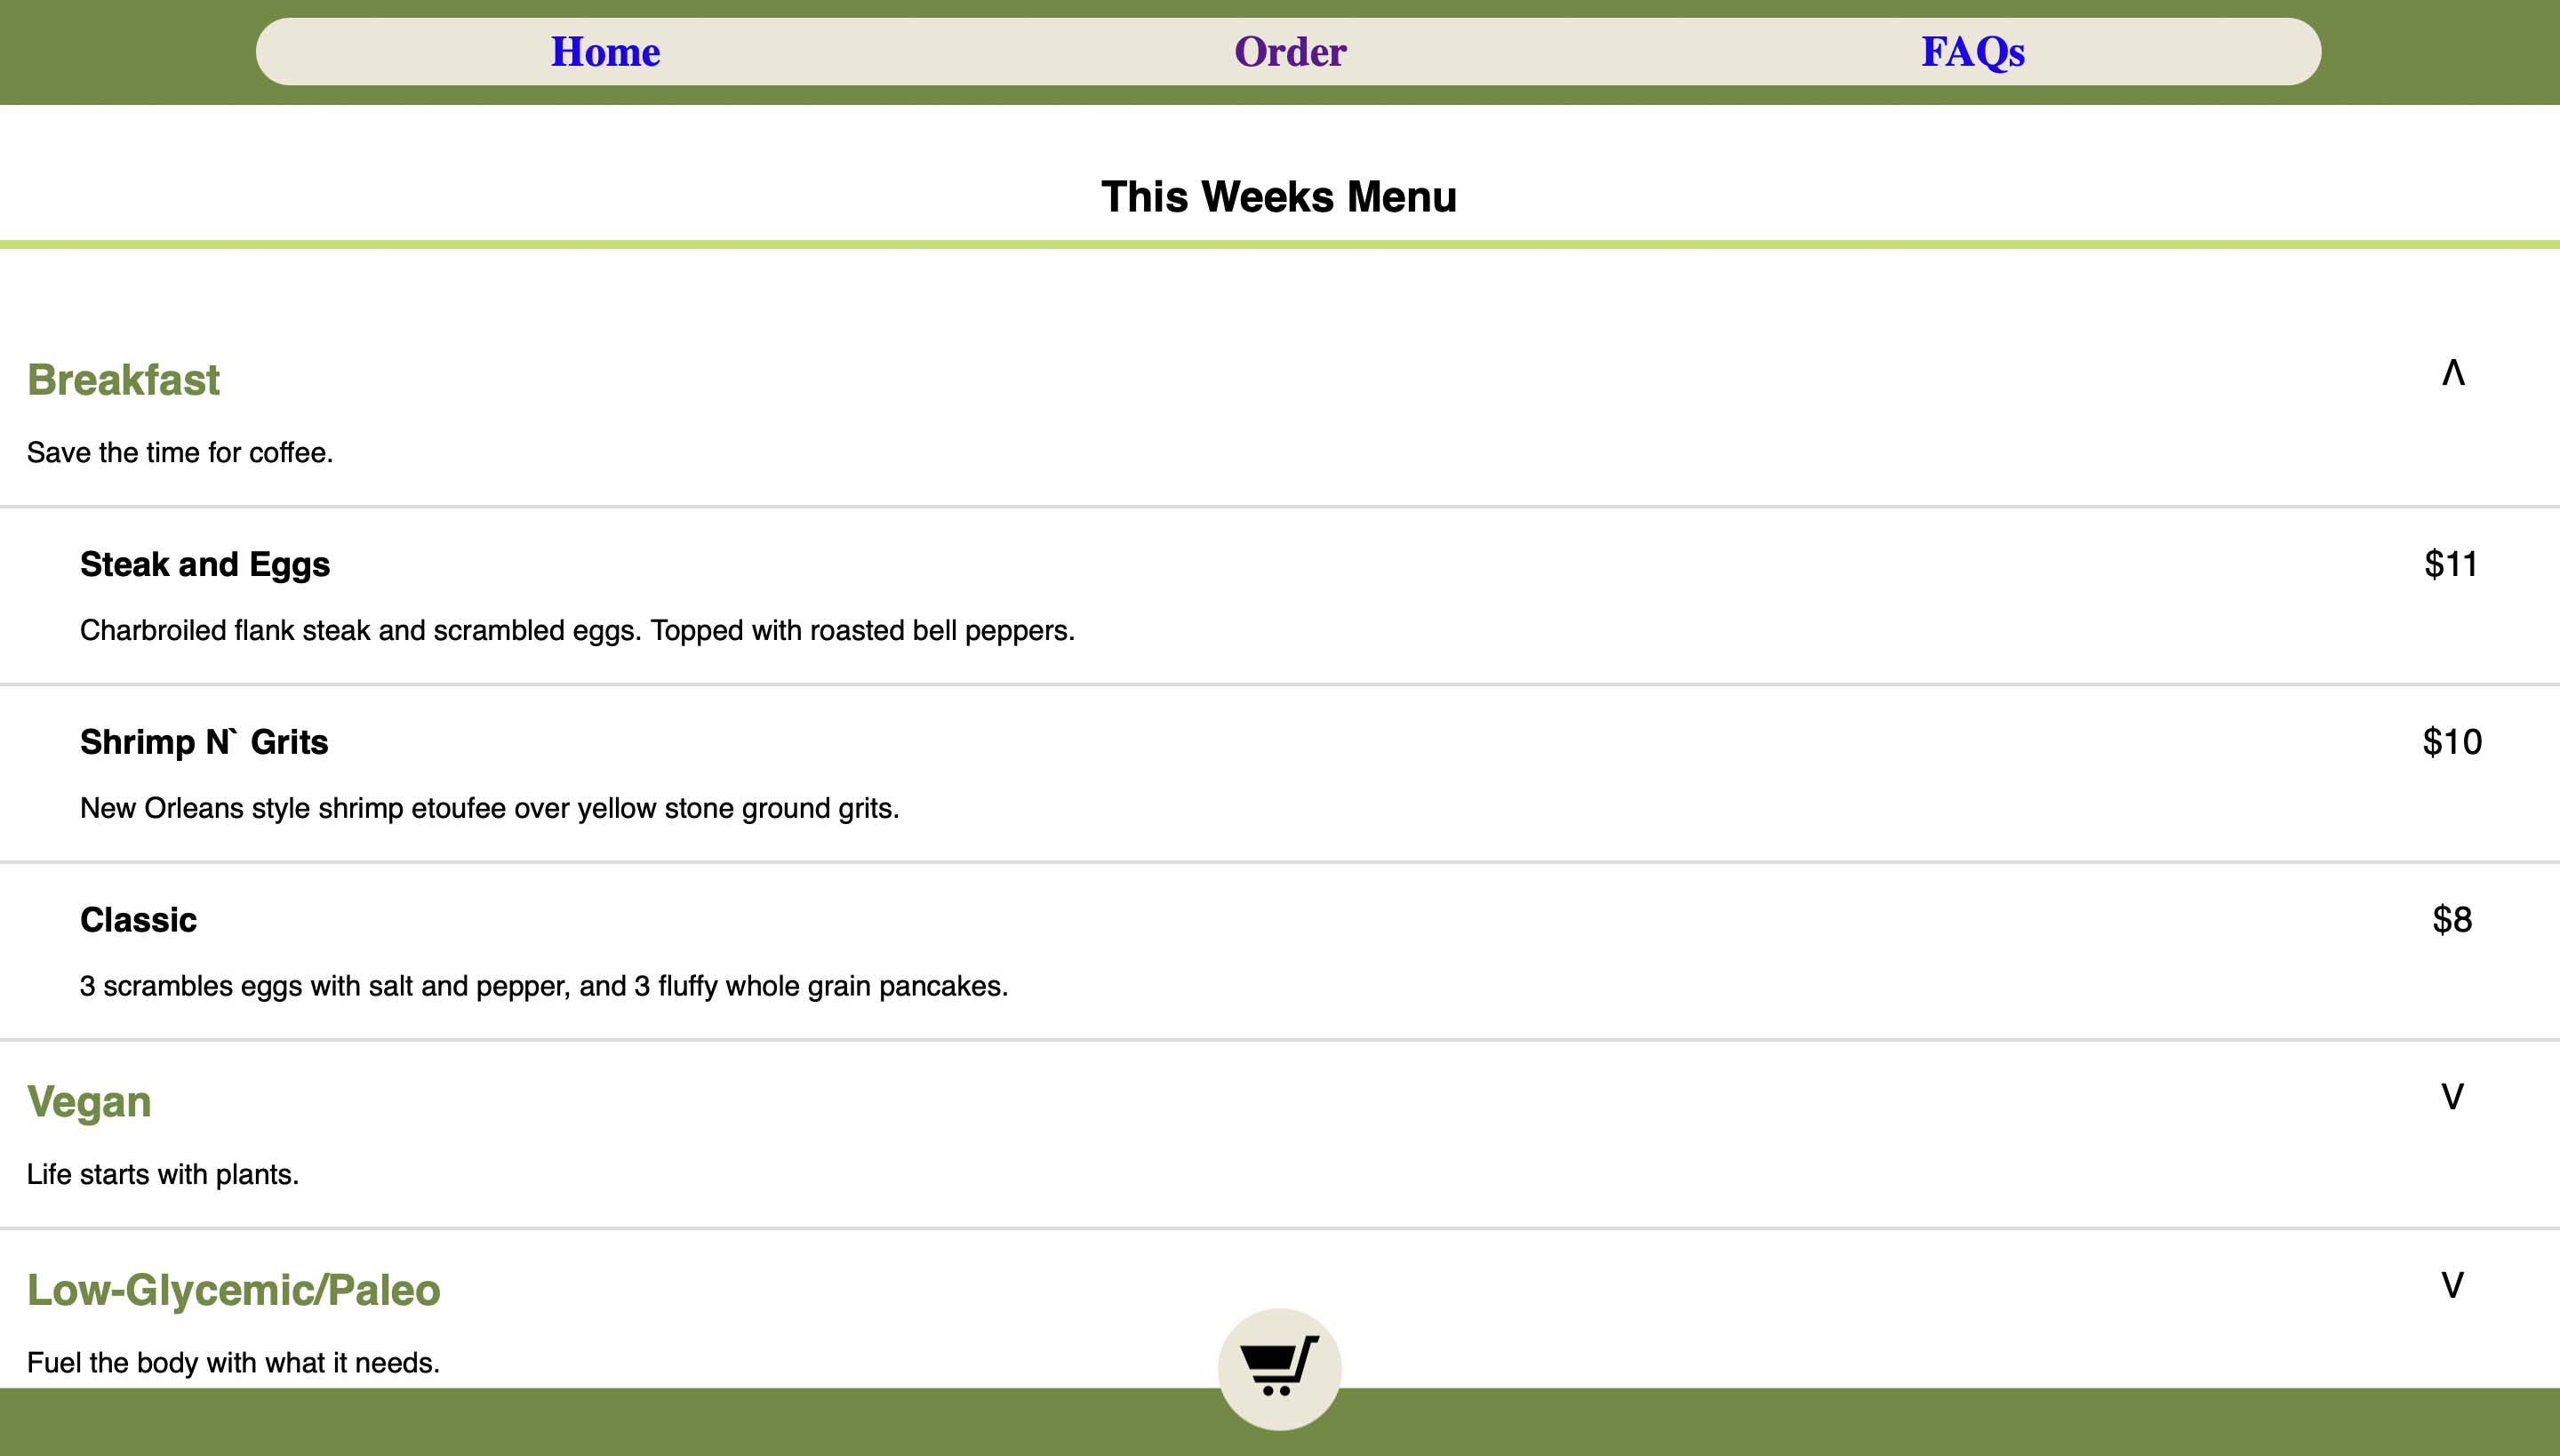 Home Order FAQs
This Weeks Menu
Breakfast Λ
Save the time for coffee.
Steak and Eggs $11
Charbroiled flank steak and scrambled eggs. Topped with roasted bell peppers.
Shrimp N` Grits $10
New Orleans style shrimp etoufee over yellow stone ground grits.
Classic $8
3 scrambles eggs with salt and pepper, and 3 fluffy whole grain pancakes.
Vegan V
Life starts with plants.
Low-Glycemic/Paleo V
Fuel the body with what it needs.